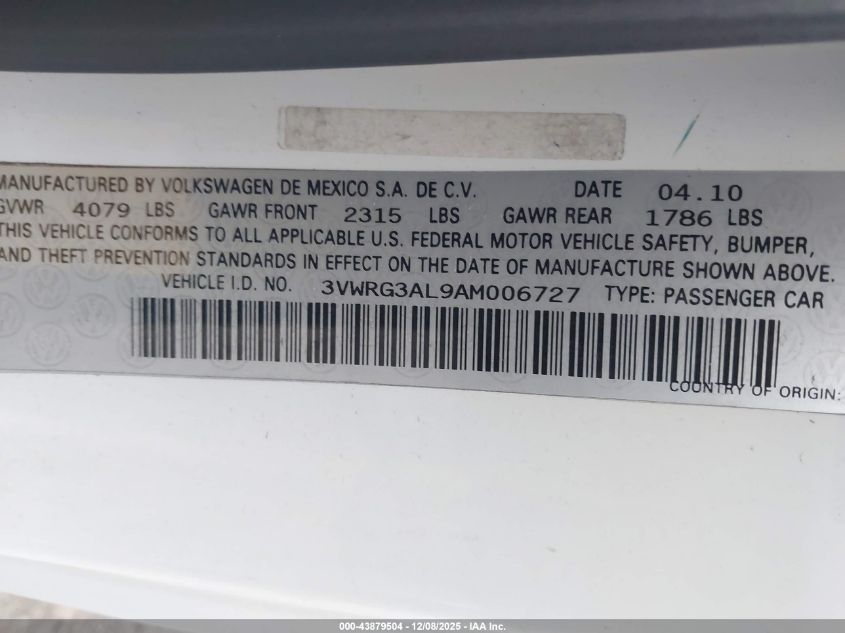 MANUFACTURED BY VOLKSWAGEN DE MEXICO S.A. DE C.V. DATE 04.10
GVWR 4079 LBS GAWR FRONT 2315 LBS GAWR REAR 1786 LBS
THIS VEHICLE CONFORMS TO ALL APPLICABLE U.S. FEDERAL MOTOR VEHICLE SAFETY, BUMPER,
AND THEFT PREVENTION STANDARDS IN EFFECT ON THE DATE OF MANUFACTURE SHOWN ABOVE.
VEHICLE I.D. NO. 3VWRG3AL9AM006727 TYPE: PASSENGER CAR
COUNTRY OF ORIGIN:
000-43879504 - 12/08/2025 - IAA Inc.